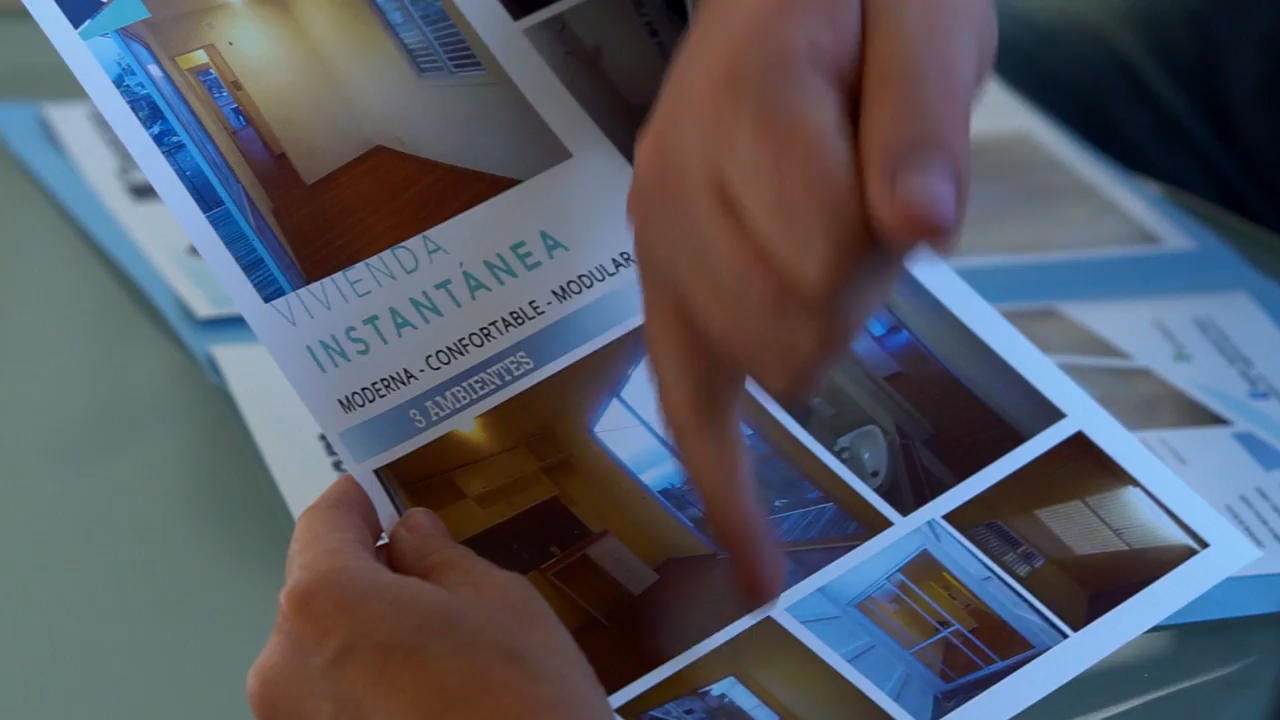 VIVIENDA
INSTANTÁNEA
MODERNA - CONFORTABLE - MODULAR
3 AMBIENTES